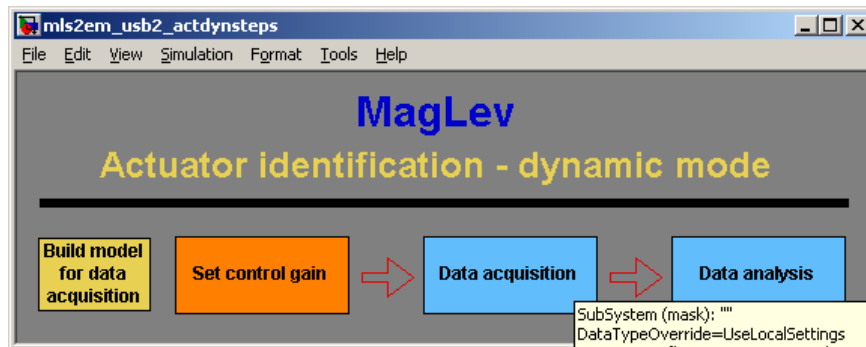 mls2em_usb2_actdynsteps
File Edit View Simulation Format Tools Help
MagLev
Actuator identification - dynamic mode
Build model
for data
acquisition
Set control gain
Data acquisition
Data analysis
SubSystem (mask): ""
DataTypeOverride=UseLocalSettings